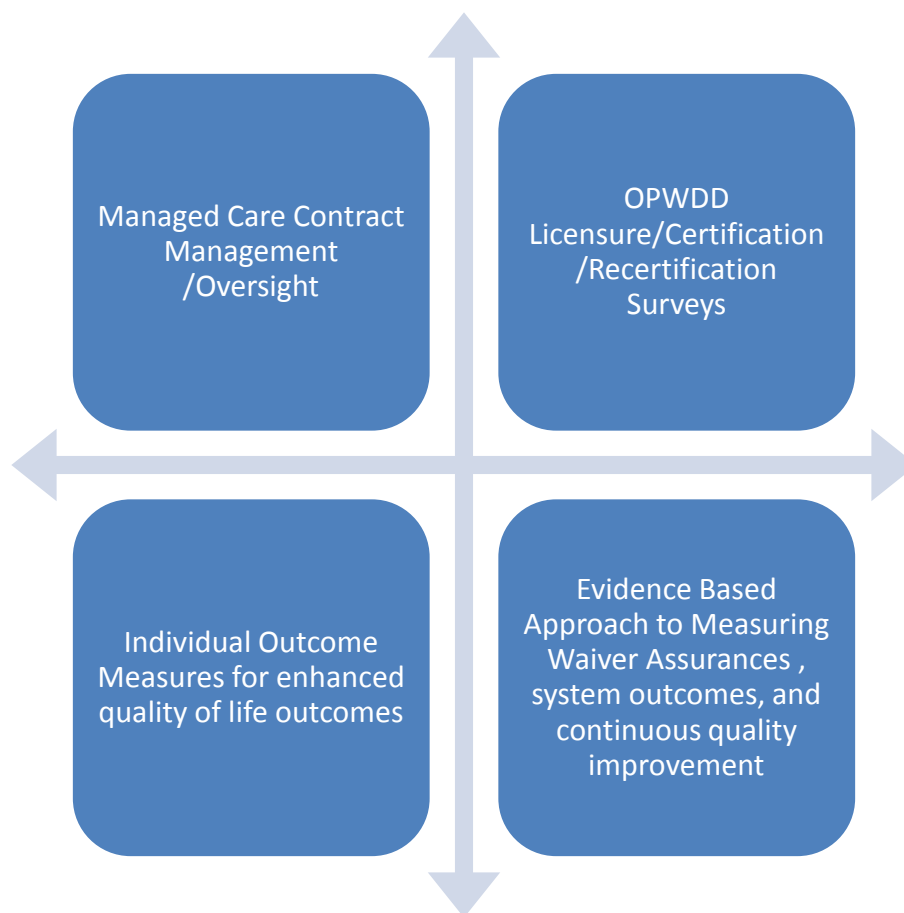 Managed Care Contract
Management
/Oversight
OPWDD
Licensure/Certification
/Recertification
Surveys
Individual Outcome
Measures for enhanced
quality of life outcomes
Evidence Based
Approach to Measuring
Waiver Assurances ,
system outcomes, and
continuous quality
improvement